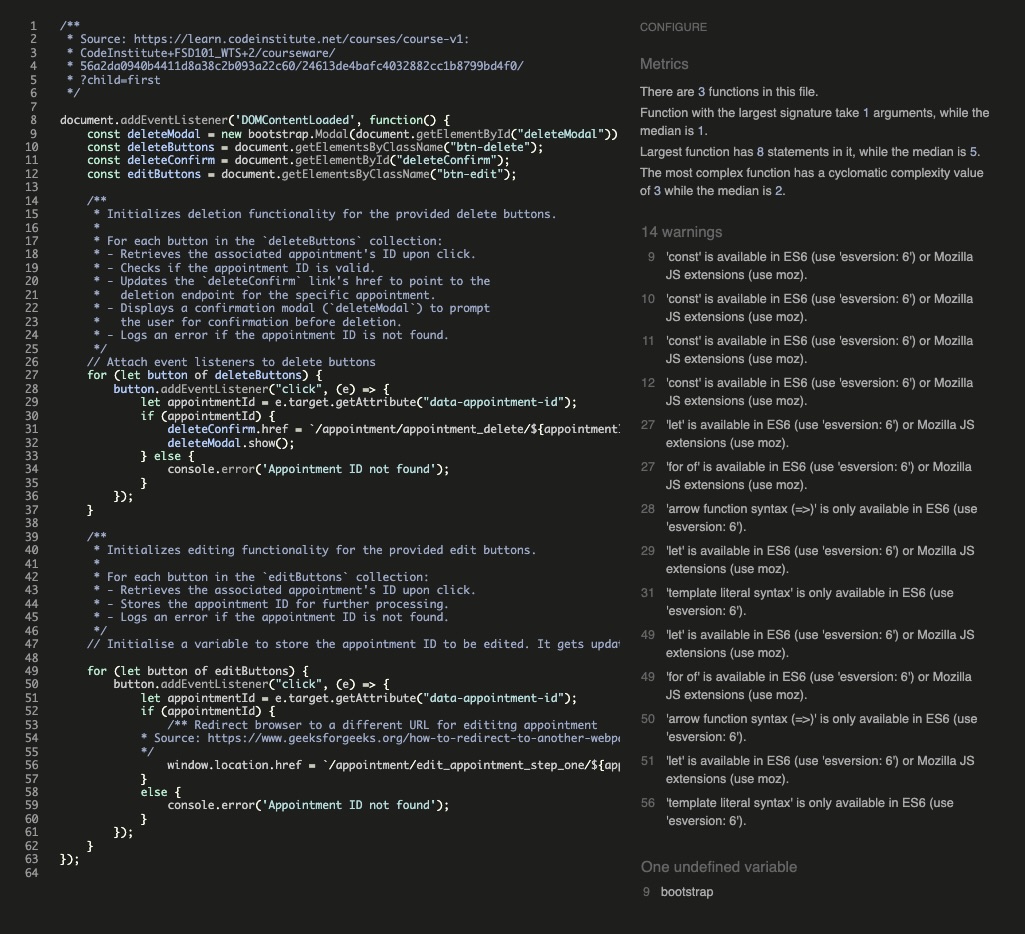 1 /**
2  * Source: https://learn.codeinstitute.net/courses/course-v1:
3  * CodeInstitute+FSD101_WTS+2/courseware/
4  * 56a2da0940b4411d8a38c2b093a22c60/24613de4bafc4032882cc1b8799bd4f0/
5  * ?child=first
6  */
7
8 document.addEventListener('DOMContentLoaded', function() {
9     const deleteModal = new bootstrap.Modal(document.getElementById("deleteModal"))
10     const deleteButtons = document.getElementsByClassName("btn-delete");
11     const deleteConfirm = document.getElementById("deleteConfirm");
12     const editButtons = document.getElementsByClassName("btn-edit");
13
14     /**
15      * Initializes deletion functionality for the provided delete buttons.
16      *
17      * For each button in the `deleteButtons` collection:
18      * - Retrieves the associated appointment's ID upon click.
19      * - Checks if the appointment ID is valid.
20      * - Updates the `deleteConfirm` link's href to point to the
21      *   deletion endpoint for the specific appointment.
22      * - Displays a confirmation modal (`deleteModal`) to prompt
23      *   the user for confirmation before deletion.
24      * - Logs an error if the appointment ID is not found.
25      */
26     // Attach event listeners to delete buttons
27     for (let button of deleteButtons) {
28         button.addEventListener("click", (e) => {
29             let appointmentId = e.target.getAttribute("data-appointment-id");
30             if (appointmentId) {
31                 deleteConfirm.href = `/appointment/appointment_delete/${appointment
32                 deleteModal.show();
33             } else {
34                 console.error('Appointment ID not found');
35             }
36         });
37     }
38
39     /**
40      * Initializes editing functionality for the provided edit buttons.
41      *
42      * For each button in the `editButtons` collection:
43      * - Retrieves the associated appointment's ID upon click.
44      * - Stores the appointment ID for further processing.
45      * - Logs an error if the appointment ID is not found.
46      */
47     // Initialise a variable to store the appointment ID to be edited. It gets updat
48
49     for (let button of editButtons) {
50         button.addEventListener("click", (e) => {
51             let appointmentId = e.target.getAttribute("data-appointment-id");
52             if (appointmentId) {
53                 /** Redirect browser to a different URL for edititng appointment
54             * Source: https://www.geeksforgeeks.org/how-to-redirect-to-another-webp
55             */
56                 window.location.href = `/appointment/edit_appointment_step_one/${ap
57             }
58             else {
59                 console.error('Appointment ID not found');
60             }
61         });
62     }
63 });
64
CONFIGURE
Metrics
There are 3 functions in this file.
Function with the largest signature take 1 arguments, while the
median is 1.
Largest function has 8 statements in it, while the median is 5.
The most complex function has a cyclomatic complexity value
of 3 while the median is 2.
14 warnings
9 'const' is available in ES6 (use 'esversion: 6') or Mozilla
JS extensions (use moz).
10 'const' is available in ES6 (use 'esversion: 6') or Mozilla
JS extensions (use moz).
11 'const' is available in ES6 (use 'esversion: 6') or Mozilla
JS extensions (use moz).
12 'const' is available in ES6 (use 'esversion: 6') or Mozilla
JS extensions (use moz).
27 'let' is available in ES6 (use 'esversion: 6') or Mozilla JS
extensions (use moz).
27 'for of' is available in ES6 (use 'esversion: 6') or Mozilla
JS extensions (use moz).
28 'arrow function syntax (=>)' is only available in ES6 (use
'esversion: 6').
29 'let' is available in ES6 (use 'esversion: 6') or Mozilla JS
extensions (use moz).
31 'template literal syntax' is only available in ES6 (use
'esversion: 6').
49 'let' is available in ES6 (use 'esversion: 6') or Mozilla JS
extensions (use moz).
49 'for of' is available in ES6 (use 'esversion: 6') or Mozilla
JS extensions (use moz).
50 'arrow function syntax (=>)' is only available in ES6 (use
'esversion: 6').
51 'let' is available in ES6 (use 'esversion: 6') or Mozilla JS
extensions (use moz).
56 'template literal syntax' is only available in ES6 (use
'esversion: 6').
One undefined variable
9 bootstrap